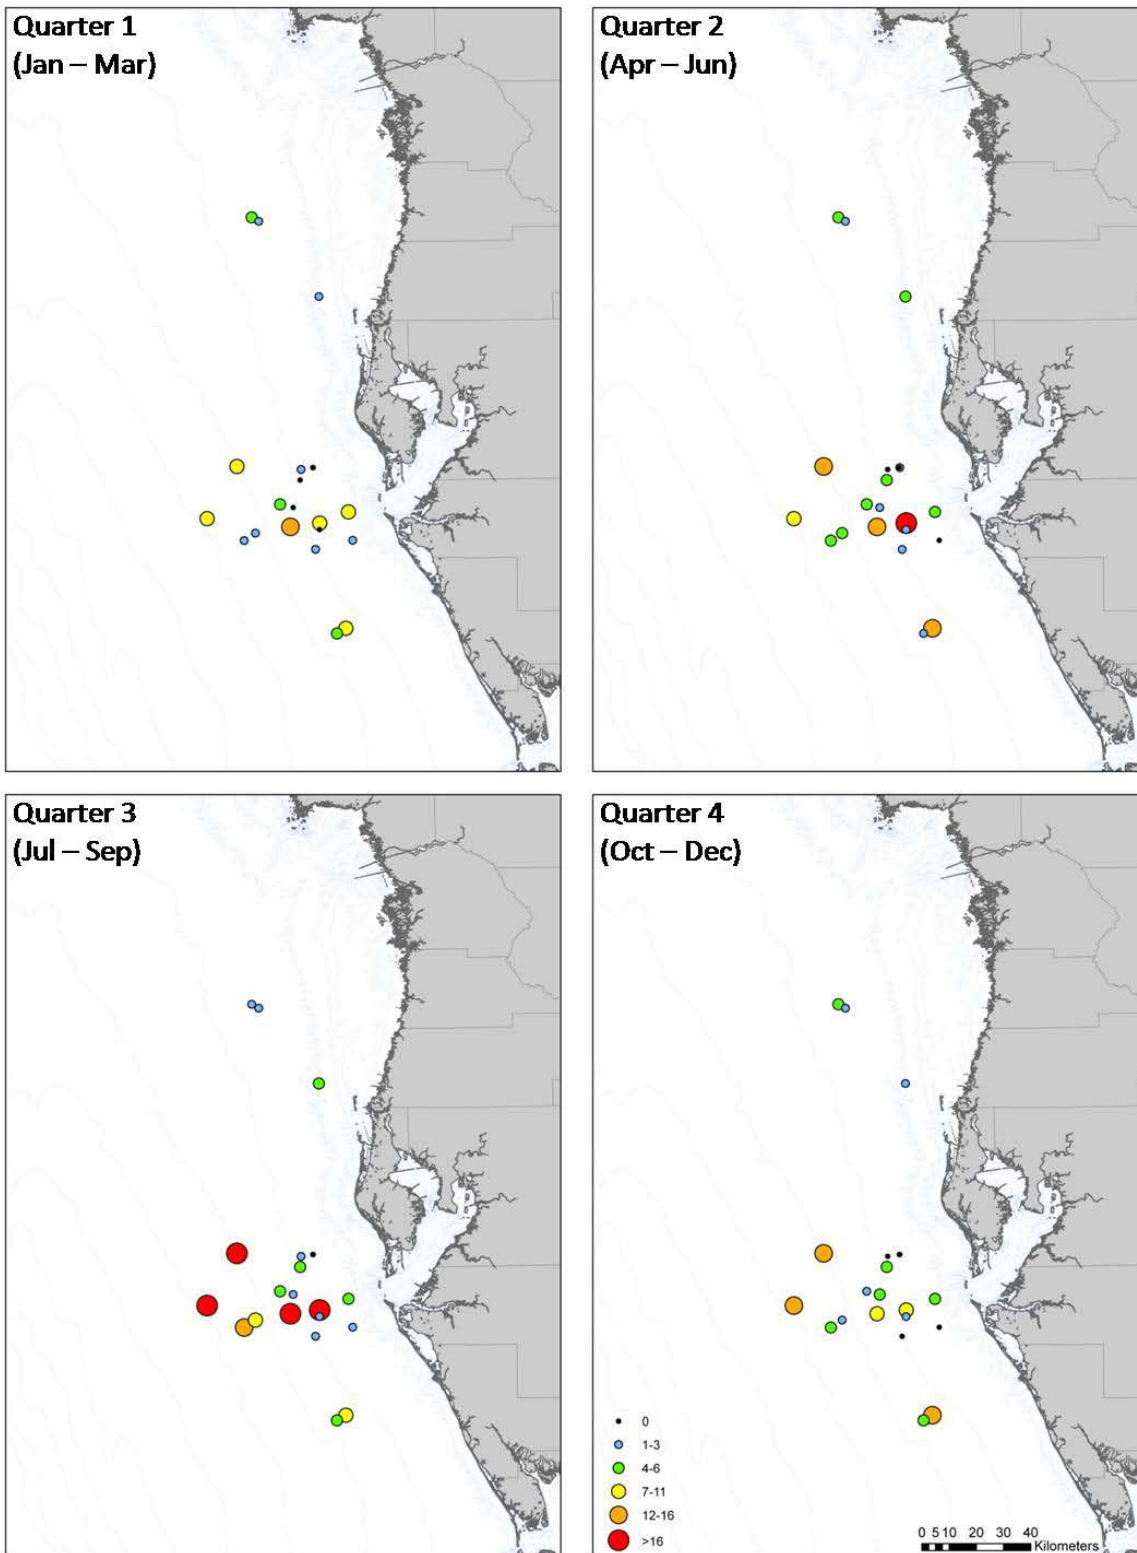 Quarter 1
(Jan – Mar)
Quarter 2
(Apr – Jun)
Quarter 3
(Jul – Sep)
Quarter 4
(Oct – Dec)
0
1-3
4-6
7-11
12-16
>16
0 5 10 20 30 40
Kilometers